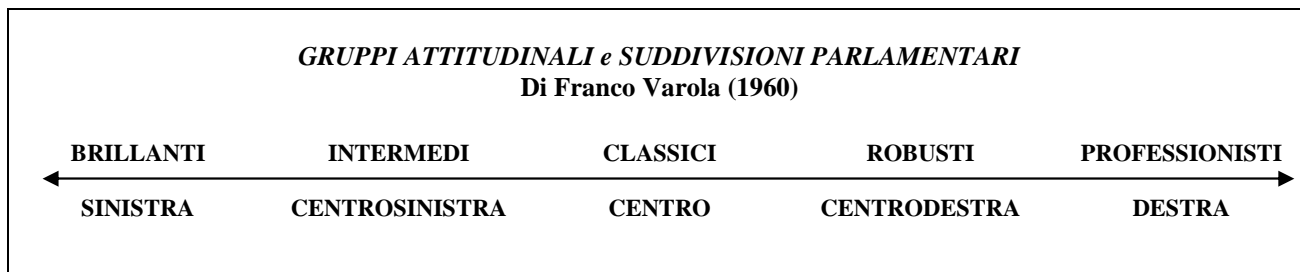 GRUPPI ATTITUDINALI e SUDDIVISIONI PARLAMENTARI
Di Franco Varola (1960)
BRILLANTI INTERMEDI CLASSICI ROBUSTI PROFESSIONISTI
SINISTRA CENTROSINISTRA CENTRO CENTRODESTRA DESTRA